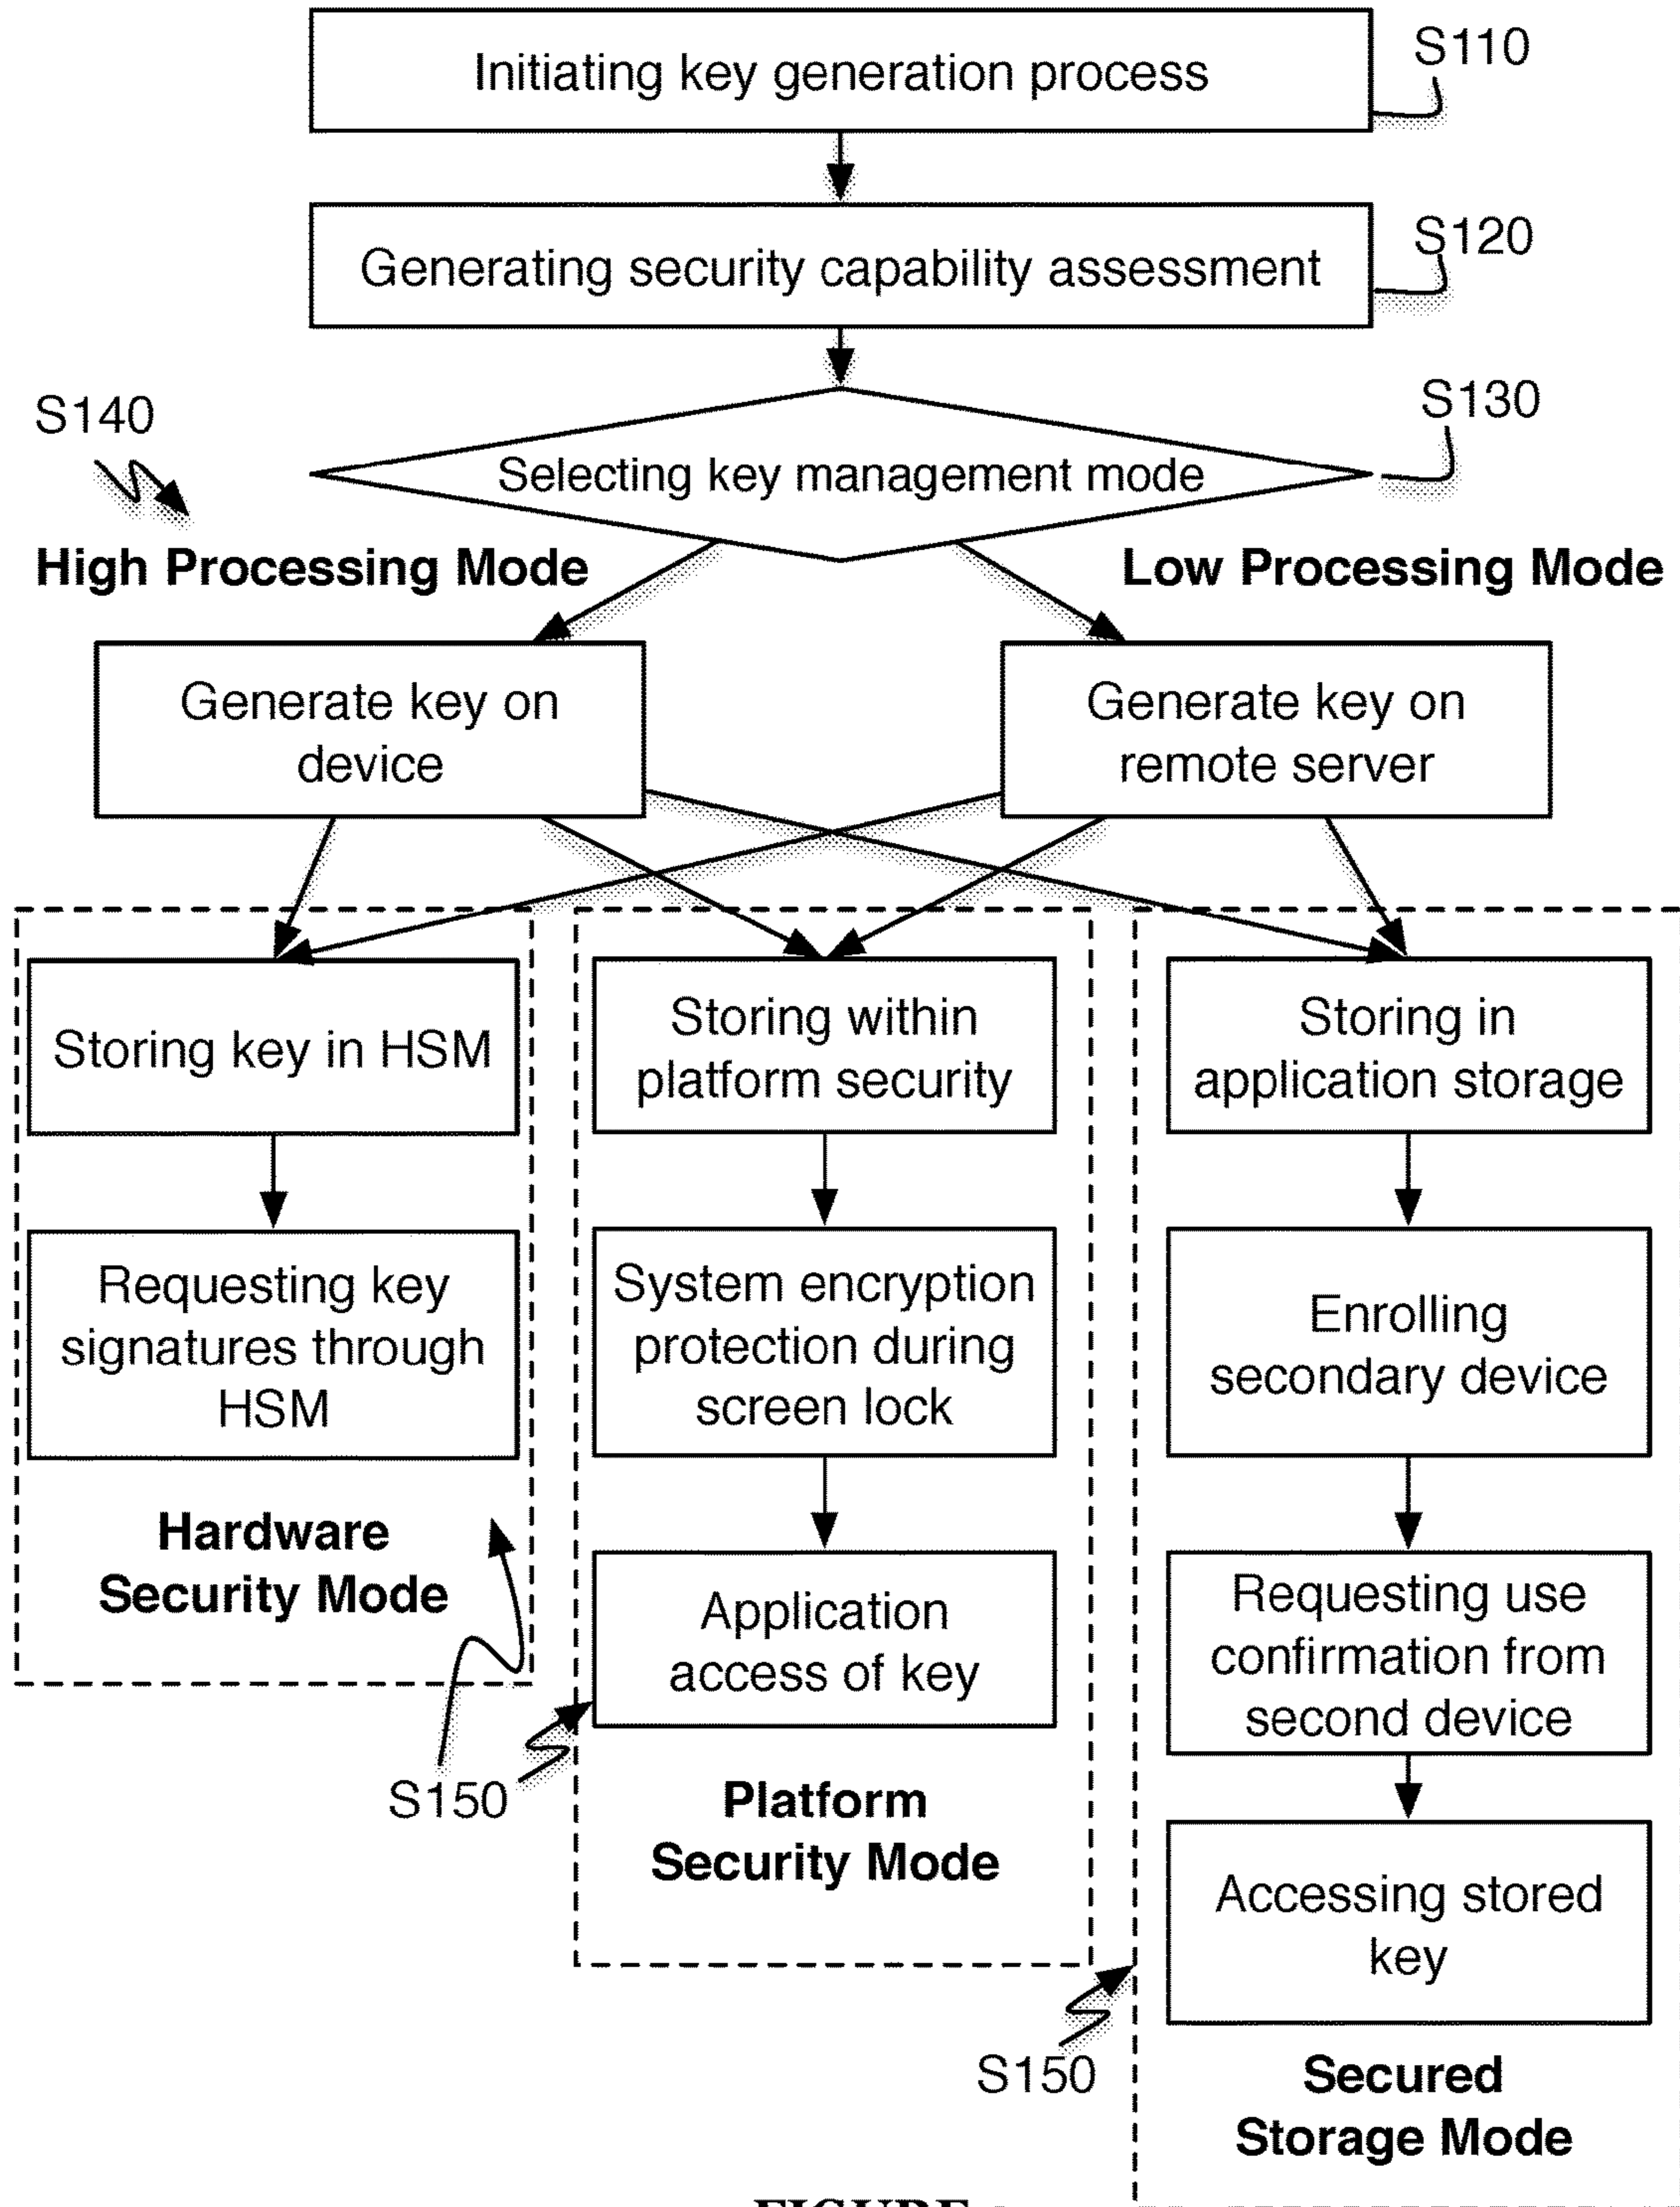 Initiating key generation process
S110
Generating security capability assessment
S120
S140
S130
Selecting key management mode
High Processing Mode
Low Processing Mode
Generate key on
device
Generate key on
remote server
Storing key in HSM
Requesting key
signatures through
HSM
Hardware
Security Mode
Storing within
platform security
System encryption
protection during
screen lock
Application
access of key
S150
Platform
Security Mode
Storing in
application storage
Enrolling
secondary device
Requesting use
confirmation from
second device
Accessing stored
key
S150
Secured
Storage Mode
FIGURE